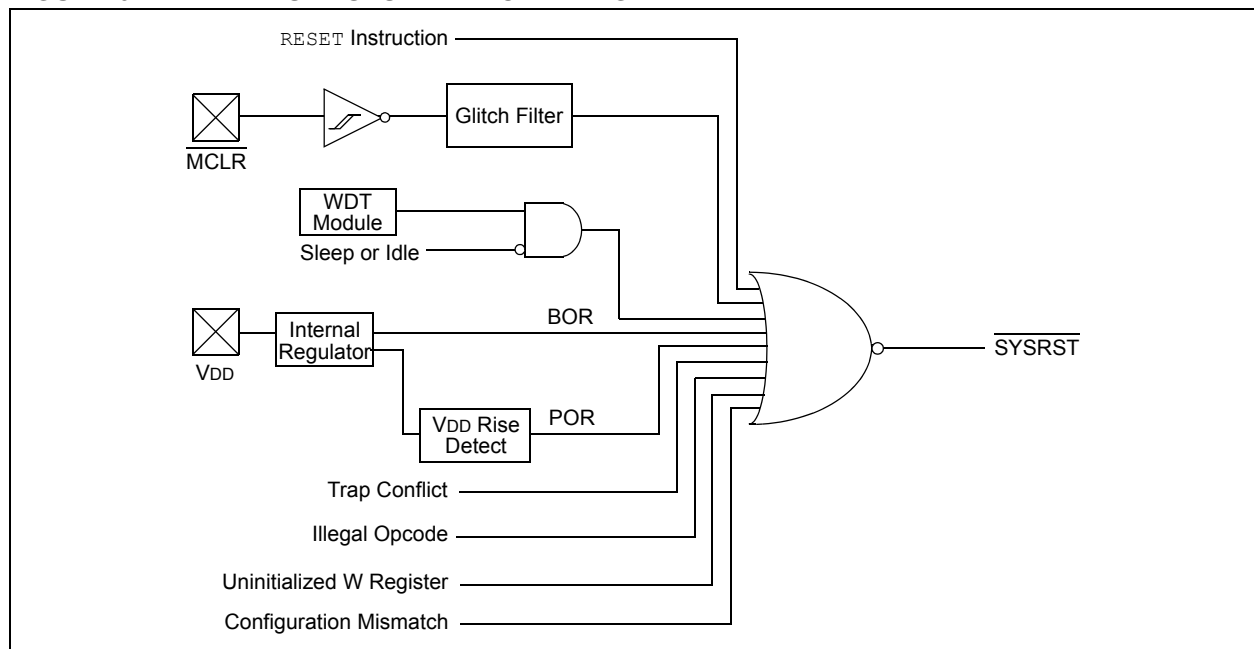 RESET Instruction
Glitch Filter
MCLR
WDT
Module
Sleep or Idle
BOR
Internal
Regulator
SYSRST
VDD
POR
VDD Rise
Detect
Trap Conflict
Illegal Opcode
Uninitialized W Register
Configuration Mismatch